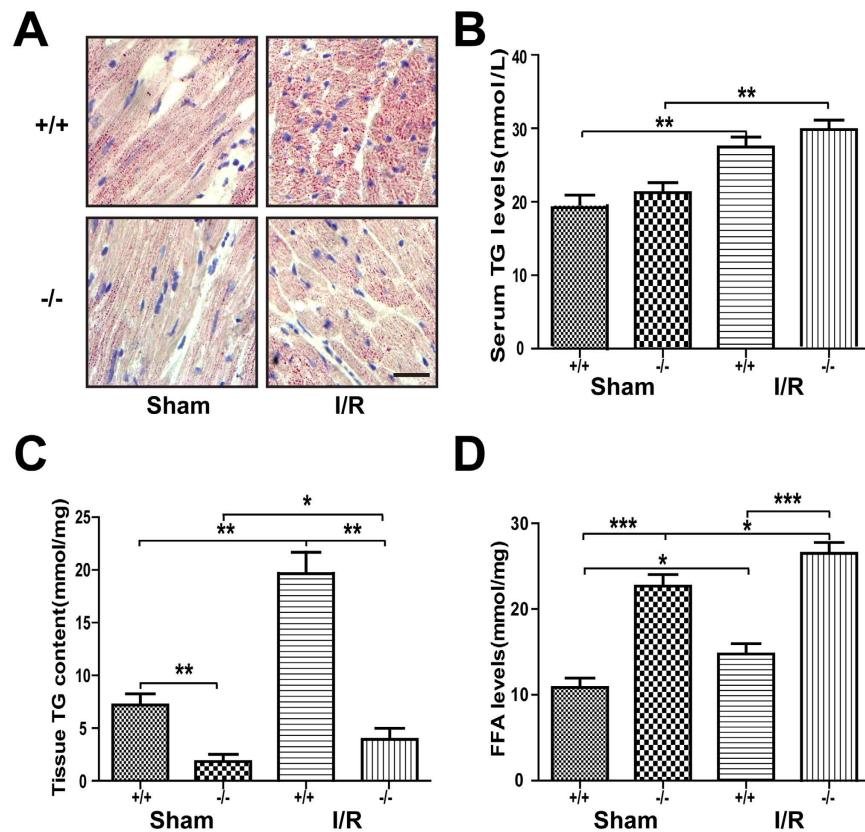 A
+/+
-/-
Sham
I/R
B
Serum TG levels(mmol/L)
40
30
20
10
0
**
**
+/+
-/-
+/+
-/-
Sham
I/R
C
Tissue TG content(mmol/mg)
25
20
15
10
5
0
*
**
**
**
+/+
-/-
+/+
-/-
Sham
I/R
D
FFA levels(mmol/mg)
30
20
10
0
***
***
*
*
+/+
-/-
+/+
-/-
Sham
I/R